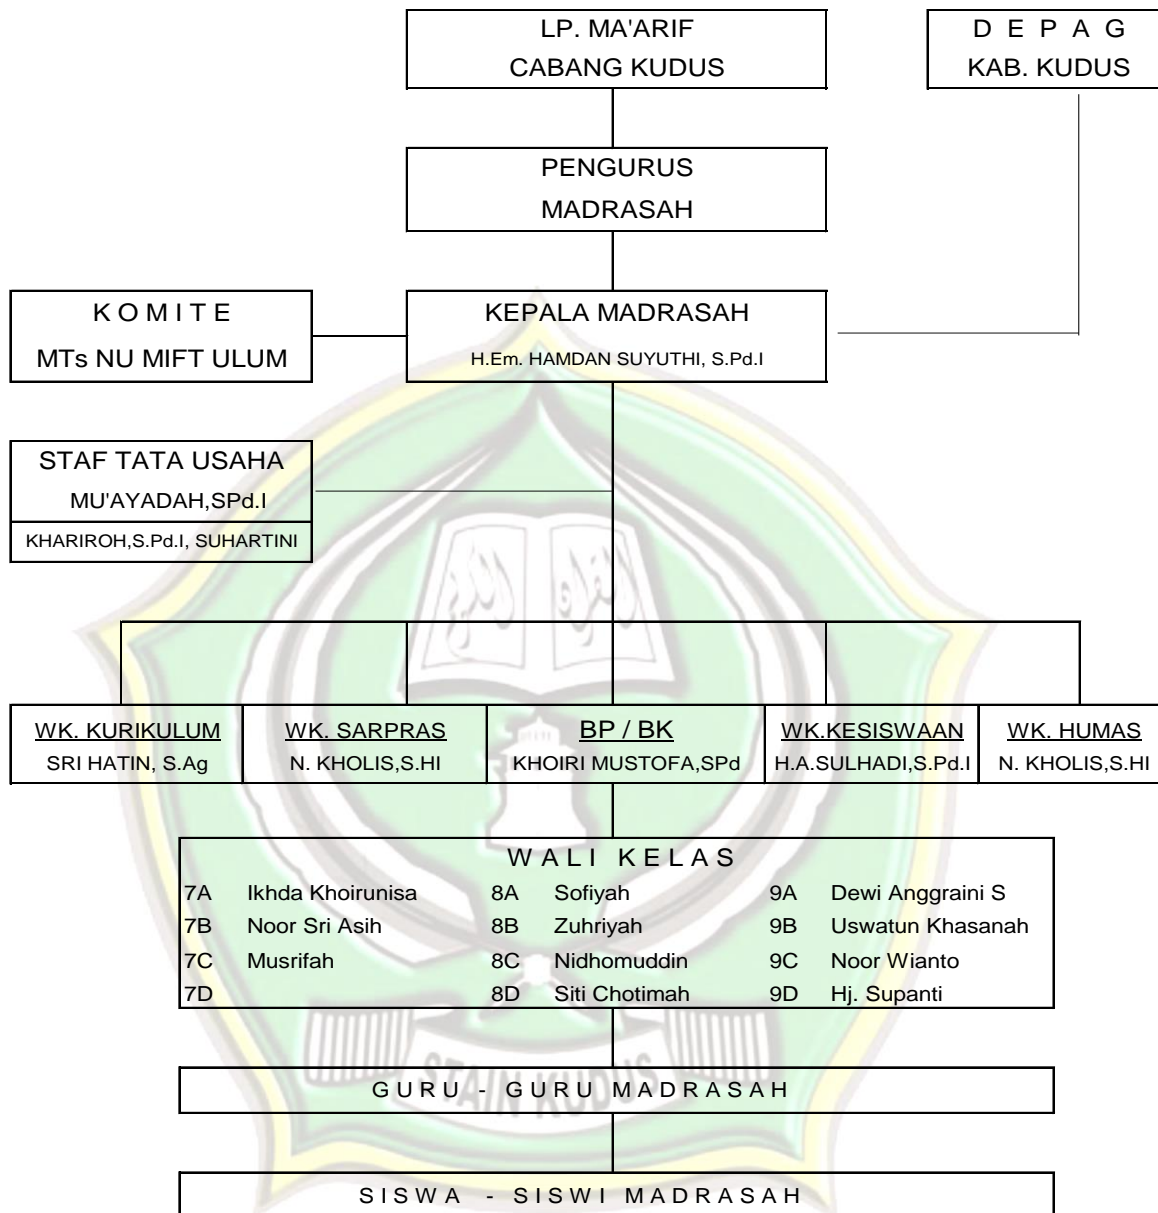 LP. MA'ARIF
CABANG KUDUS
D E P A G
KAB. KUDUS
PENGURUS
MADRASAH
K O M I T E
MTs NU MIFT ULUM
KEPALA MADRASAH
H.Em. HAMDAN SUYUTHI, S.Pd.I
STAF TATA USAHA
MU'AYADAH,SPd.I
KHARIROH,S.Pd.I, SUHARTINI
WK. KURIKULUM
SRI HATIN, S.Ag
WK. SARPRAS
N. KHOLIS,S.HI
BP / BK
KHOIRI MUSTOFA,SPd
WK.KESISWAAN
H.A.SULHADI,S.Pd.I
WK. HUMAS
N. KHOLIS,S.HI
W A L I K E L A S
7A Ikhda Khoirunisa 8A Sofiyah 9A Dewi Anggraini S
7B Noor Sri Asih 8B Zuhriyah 9B Uswatun Khasanah
7C Musrifah 8C Nidhomuddin 9C Noor Wianto
7D 8D Siti Chotimah 9D Hj. Supanti
G U R U - G U R U M A D R A S A H
STAIN KUDUS
S I S W A - S I S W I M A D R A S A H